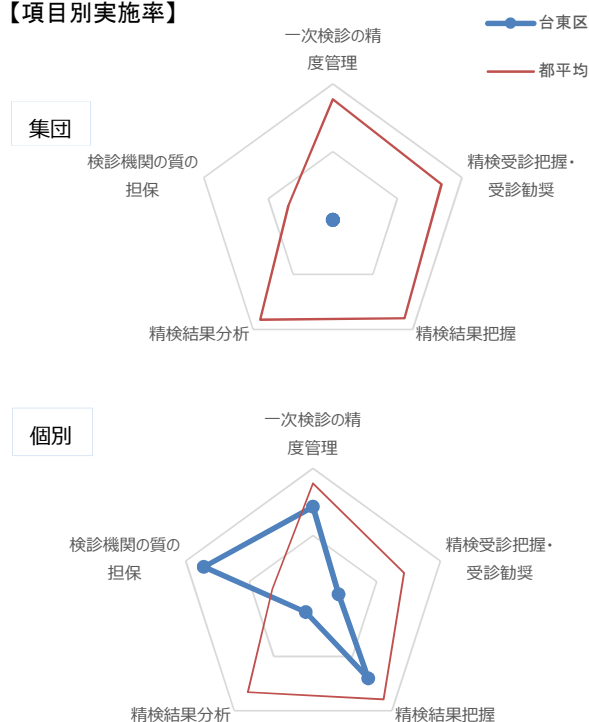 【項目別実施率】
台東区
都平均
集団
一次検診の精
度管理
精検受診把握・
受診勧奨
精検結果把握
精検結果分析
検診機関の質の
担保
個別
一次検診の精
度管理
精検受診把握・
受診勧奨
精検結果把握
精検結果分析
検診機関の質の
担保